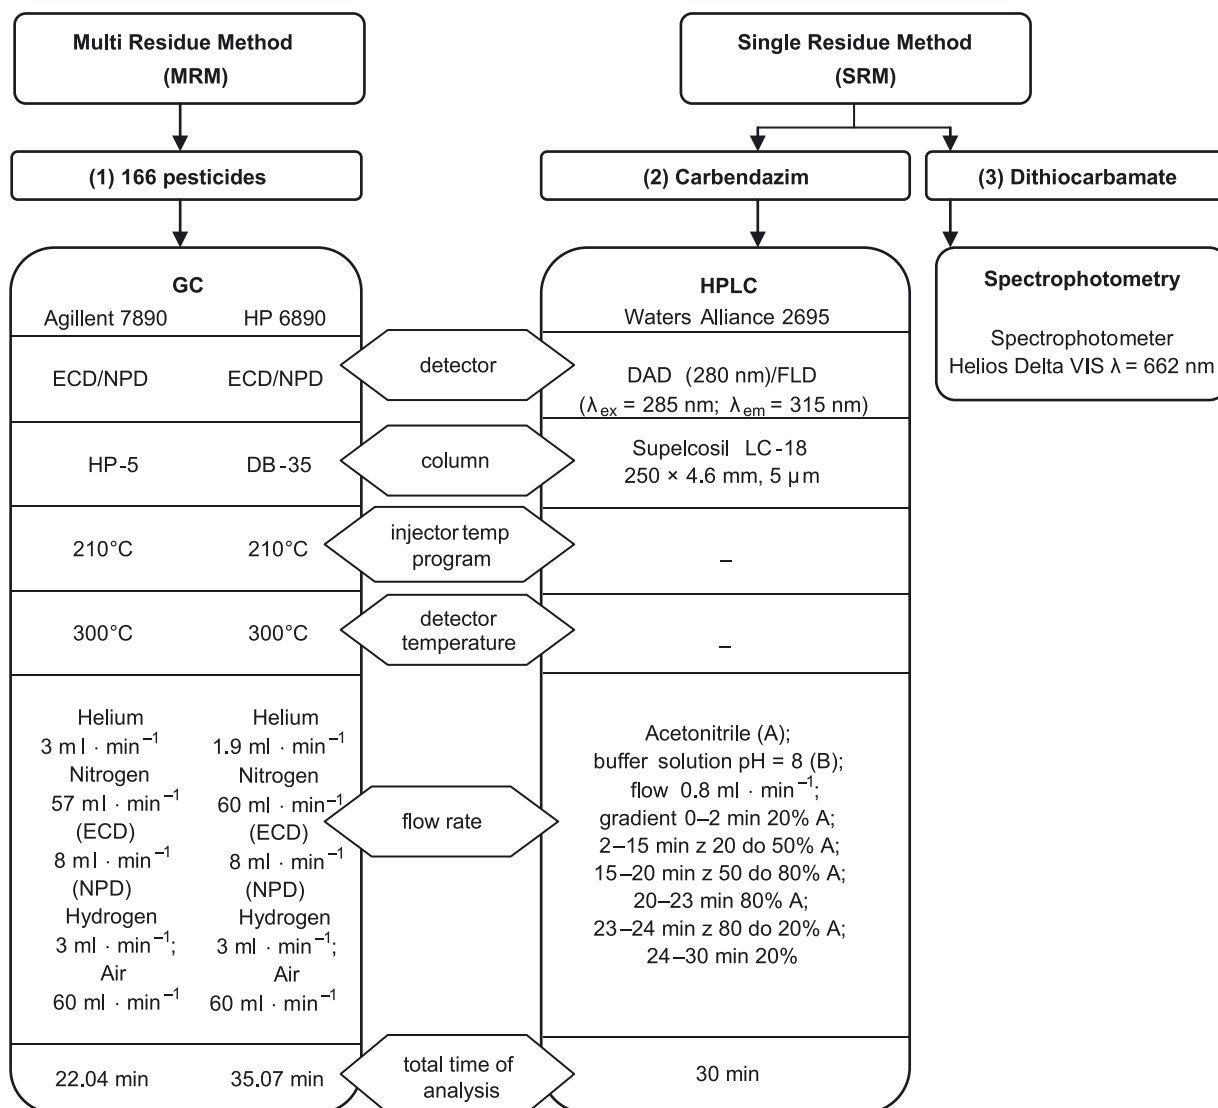 Multi Residue Method
(MRM)
Single Residue Method
(SRM)
(1) 166 pesticides
(2) Carbendazim
(3) Dithiocarbamate
GC
Agillent 7890 HP 6890
HPLC
Waters Alliance 2695
Spectrophotometry
Spectrophotometer
Helios Delta VIS λ = 662 nm
ECD/NPD ECD/NPD
detector
DAD (280 nm)/FLD
(λex = 285 nm; λem = 315 nm)
HP-5 DB-35
column
Supelcosil LC-18
250 × 4.6 mm, 5 µm
210°C 210°C
injector temp
program
–
300°C 300°C
detector
temperature
–
Helium Helium
3 ml · min⁻¹ 1.9 ml · min⁻¹
Nitrogen Nitrogen
57 ml · min⁻¹ 60 ml · min⁻¹
(ECD) (ECD)
8 ml · min⁻¹ 8 ml · min⁻¹
(NPD) (NPD)
Hydrogen Hydrogen
3 ml · min⁻¹; 3 ml · min⁻¹;
Air Air
60 ml · min⁻¹ 60 ml · min⁻¹
flow rate
Acetonitrile (A);
buffer solution pH = 8 (B);
flow 0.8 ml · min⁻¹;
gradient 0–2 min 20% A;
2–15 min z 20 do 50% A;
15–20 min z 50 do 80% A;
20–23 min 80% A;
23–24 min z 80 do 20% A;
24–30 min 20%
22.04 min 35.07 min
total time of
analysis
30 min